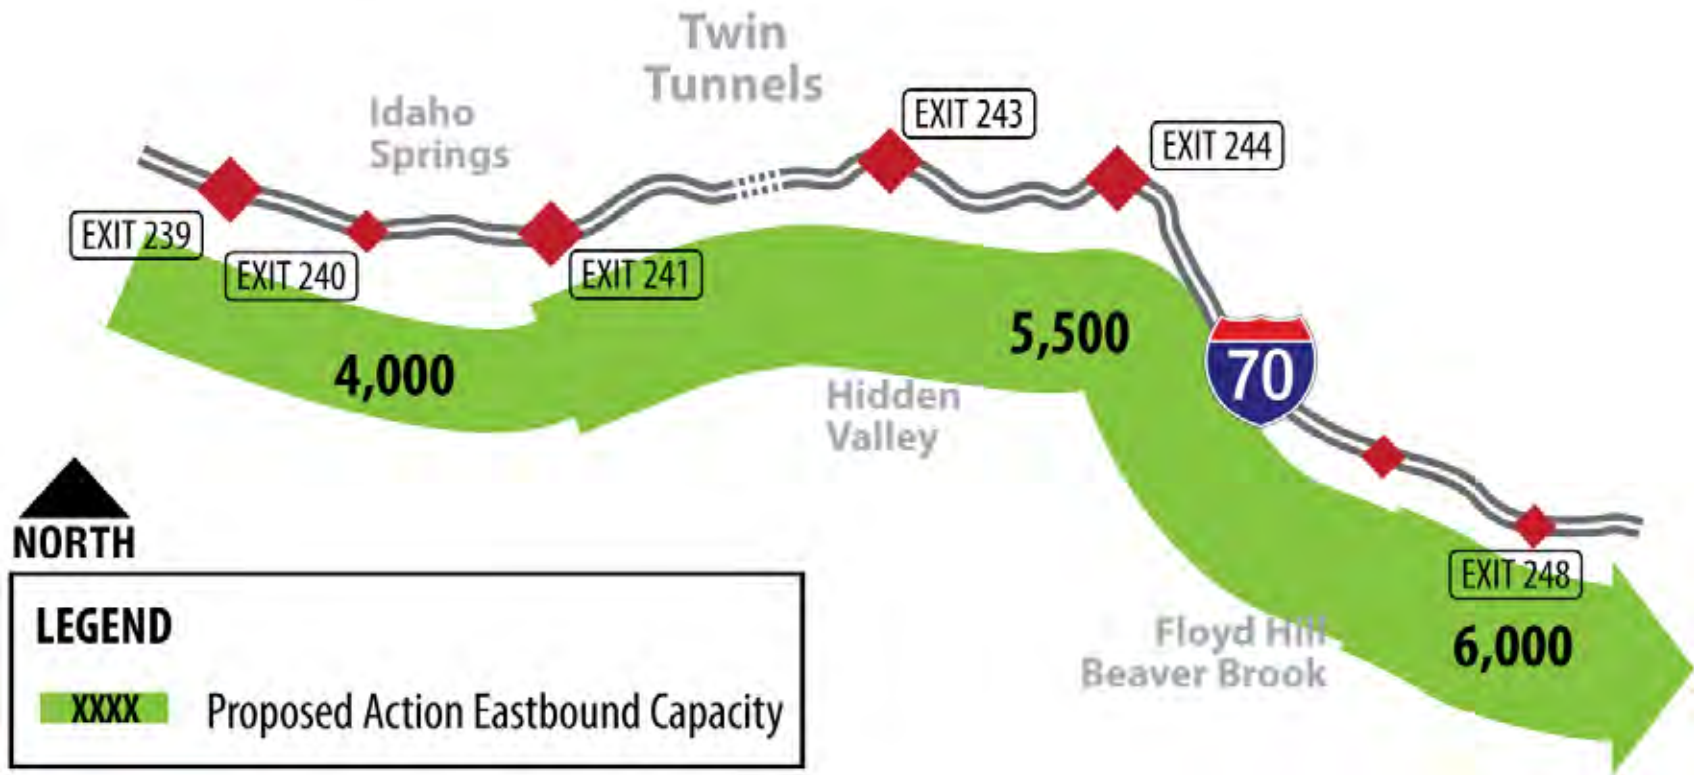 Twin
Tunnels
Idaho
Springs
EXIT 243
EXIT 244
EXIT 239
EXIT 240
EXIT 241
4,000
5,500
70
Hidden
Valley
NORTH
EXIT 248
Floyd Hill
Beaver Brook
6,000
LEGEND
XXXX Proposed Action Eastbound Capacity